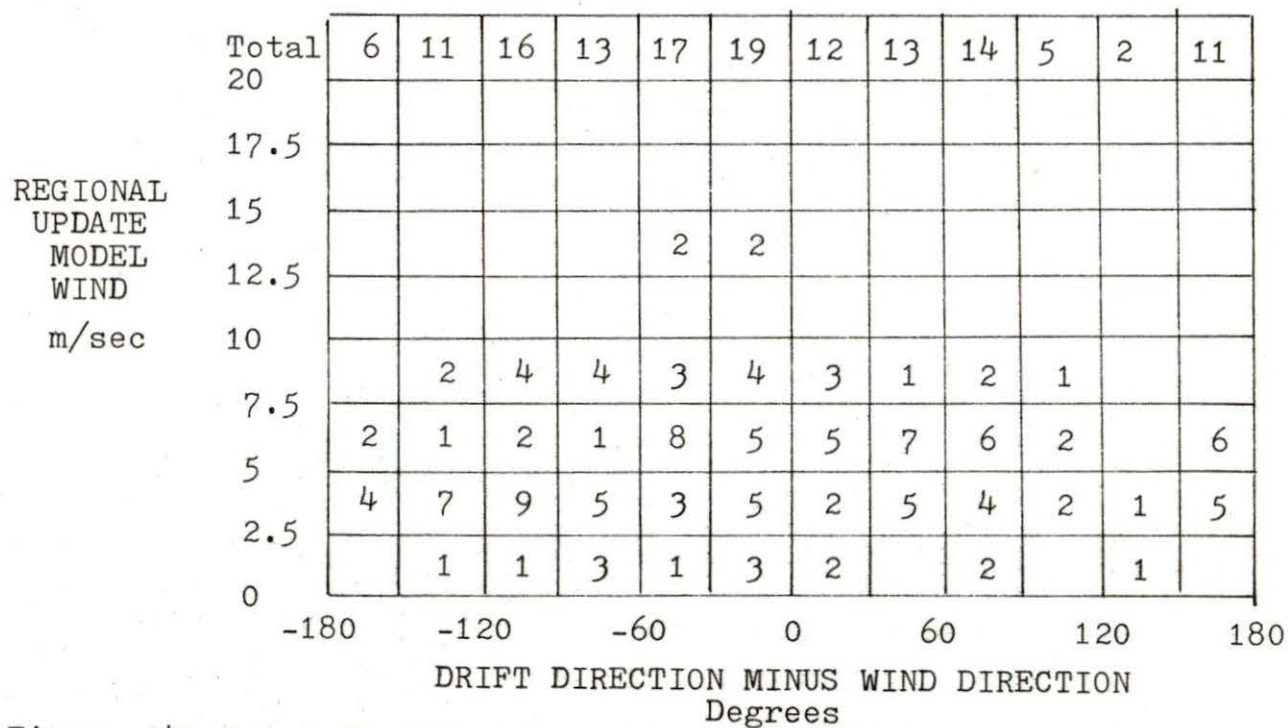 Total 6 11 16 13 17 19 12 13 14 5 2 11
20
17.5
REGIONAL
UPDATE
MODEL
WIND
m/sec
15
2 2
12.5
10
2 4 4 3 4 3 1 2 1
7.5
2 1 2 1 8 5 5 7 6 2 6
5
4 7 9 5 3 5 2 5 4 2 1 5
2.5
1 1 3 1 3 2 2 1
0
-180 -120 -60 0 60 120 180
DRIFT DIRECTION MINUS WIND DIRECTION
Degrees